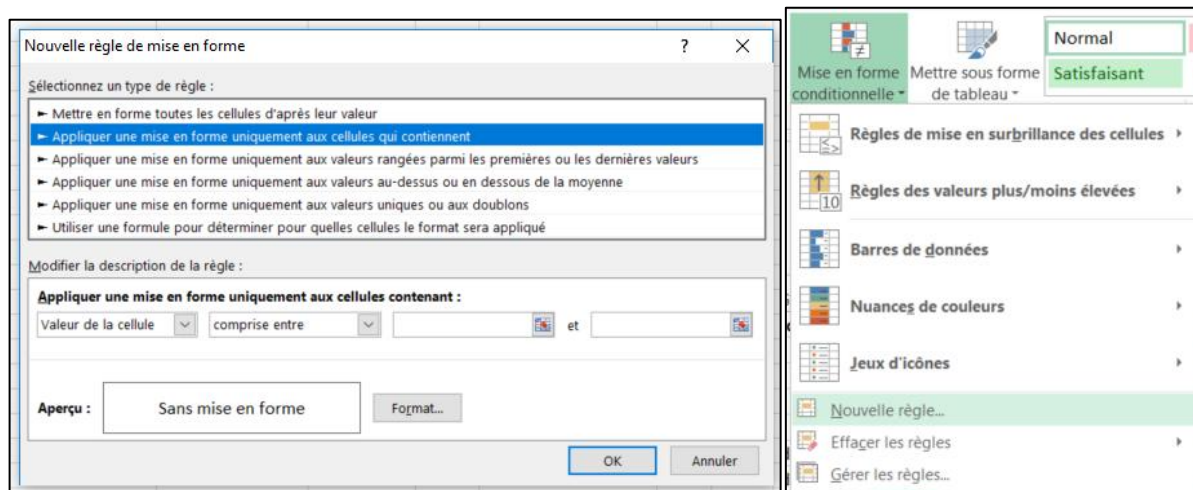 Nouvelle règle de mise en forme
?
Sélectionnez un type de règle :
► Mettre en forme toutes les cellules d'après leur valeur
► Appliquer une mise en forme uniquement aux cellules qui contiennent
► Appliquer une mise en forme uniquement aux valeurs rangées parmi les premières ou les dernières valeurs
► Appliquer une mise en forme uniquement aux valeurs au-dessus ou en dessous de la moyenne
► Appliquer une mise en forme uniquement aux valeurs uniques ou aux doublons
► Utiliser une formule pour déterminer pour quelles cellules le format sera appliqué
Modifier la description de la règle :
Appliquer une mise en forme uniquement aux cellules contenant :
Valeur de la cellule comprise entre et
Aperçu : Sans mise en forme Format...
OK Annuler
Mise en forme conditionnelle
Mettre sous forme de tableau
Normal
Satisfaisant
Règles de mise en surbrillance des cellules
Règles des valeurs plus/moins élevées
10
Barres de données
Nuances de couleurs
Jeux d'icônes
Nouvelle règle...
Effacer les règles
Gérer les règles...